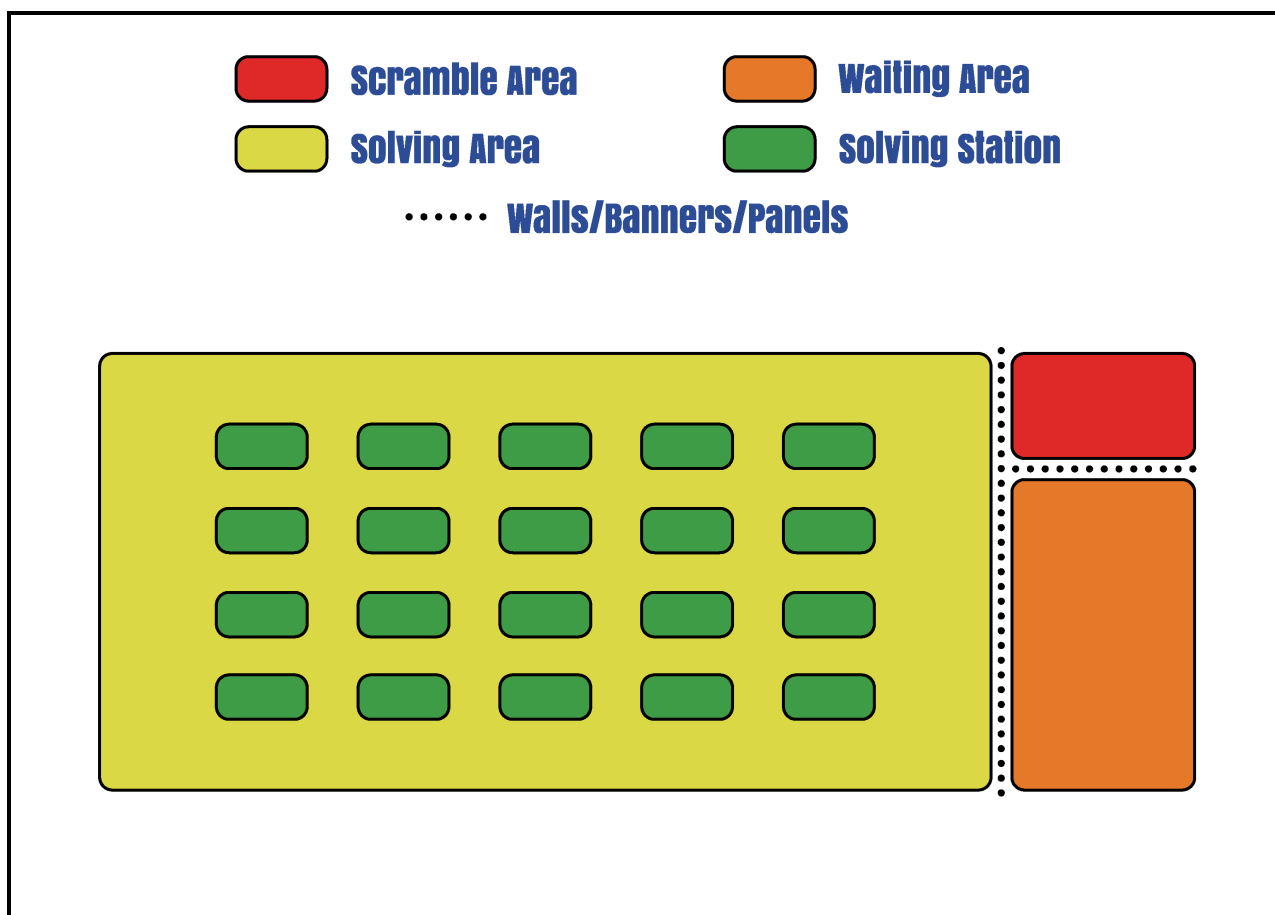 Scramble Area
Waiting Area
Solving Area
Solving Station
Walls/Banners/Panels